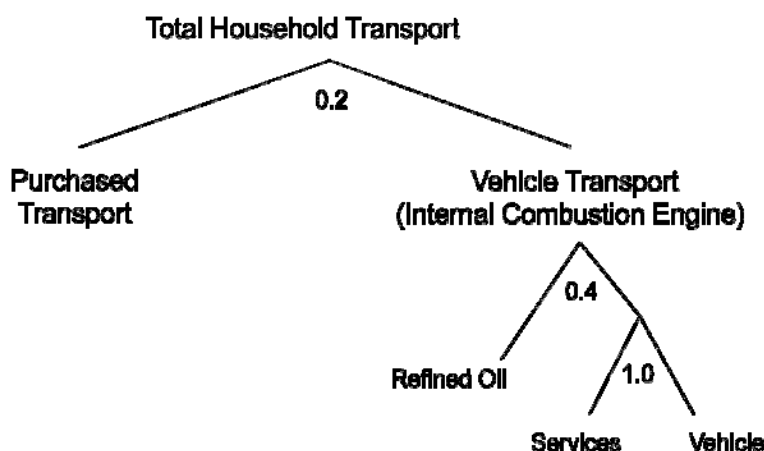 Total Household Transport
0.2
Purchased
Transport
Vehicle Transport
(Internal Combustion Engine)
0.4
Refined Oil
1.0
Services
Vehicle